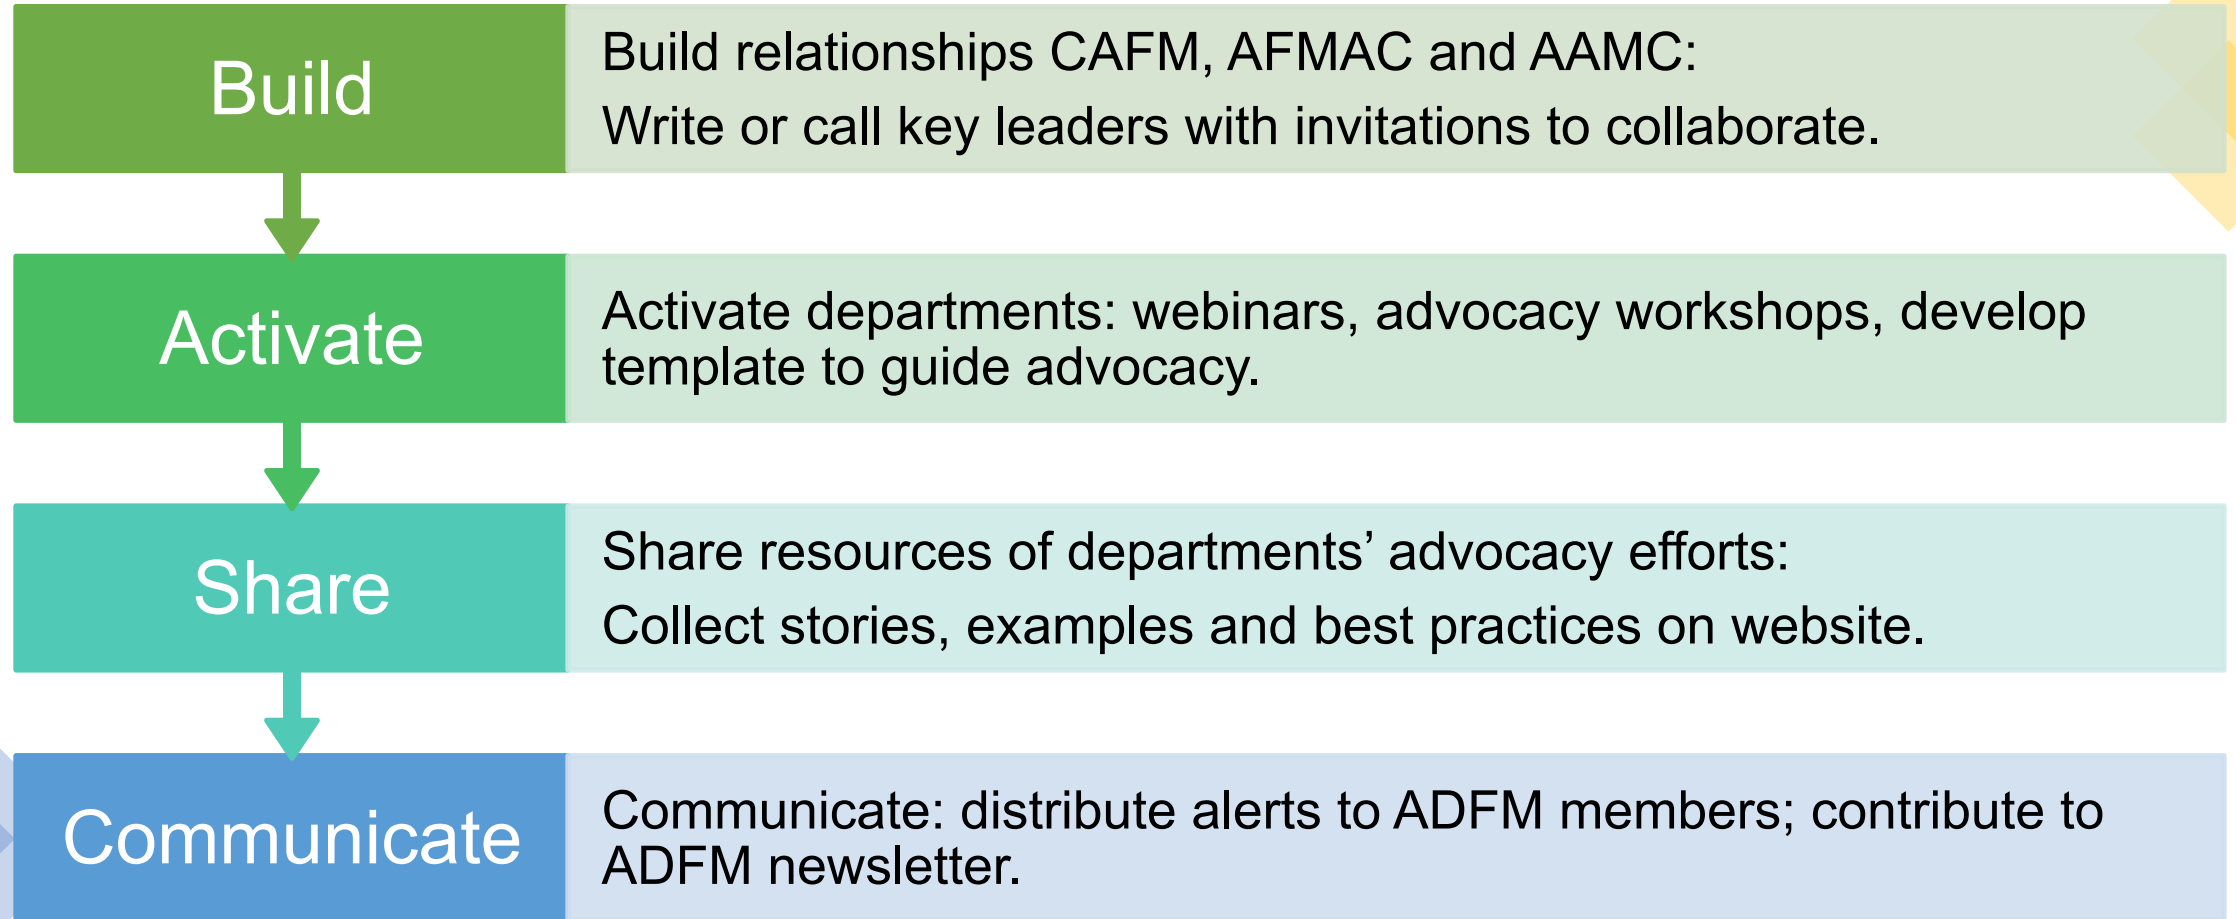 Build
Build relationships CAFM, AFMAC and AAMC:
Write or call key leaders with invitations to collaborate.
Activate
Activate departments: webinars, advocacy workshops, develop
template to guide advocacy.
Share
Share resources of departments’ advocacy efforts:
Collect stories, examples and best practices on website.
Communicate
Communicate: distribute alerts to ADFM members; contribute to
ADFM newsletter.